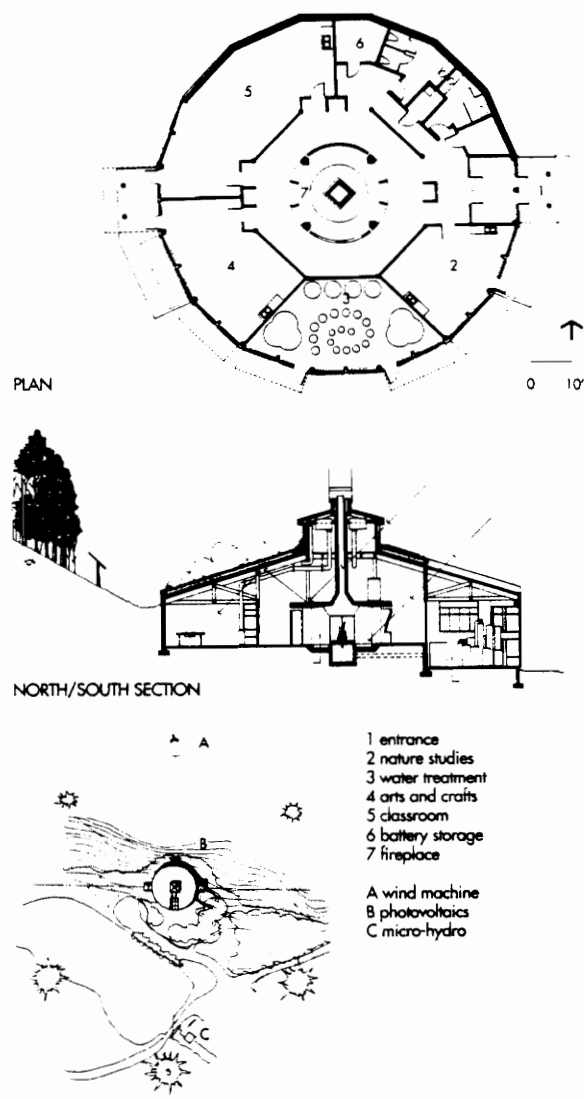 6
5
7
1
4
2
3
PLAN
0 10'
NORTH/SOUTH SECTION
A
B
C
1 entrance
2 nature studies
3 water treatment
4 arts and crafts
5 classroom
6 battery storage
7 fireplace
A wind machine
B photovoltaics
C micro-hydro